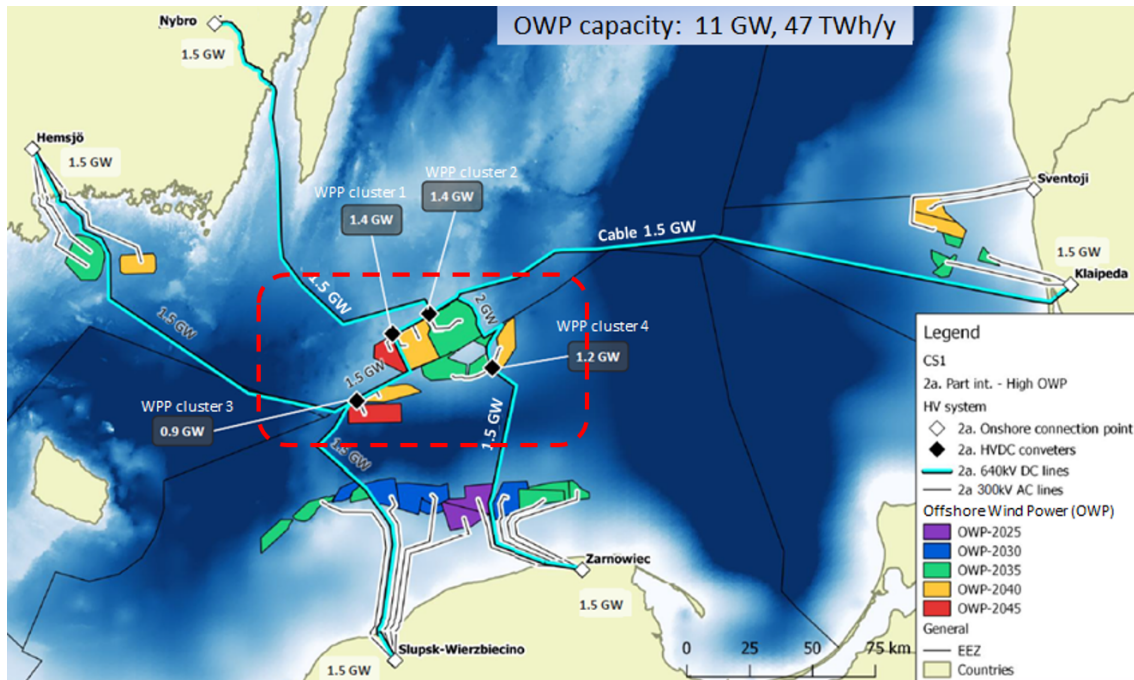 OWP capacity: 11 GW, 47 TWh/y
Nybro
1.5 GW
Hemsjö
1.5 GW
WPP cluster 1
1.4 GW
WPP cluster 2
1.4 GW
Sventoji
Cable 1.5 GW
1.5 GW
Klaipeda
1.5 GW
1.5 GW
2 GW
WPP cluster 4
1.2 GW
1.5 GW
WPP cluster 3
0.9 GW
1.5 GW
1.5 GW
Zarnowiec
1.5 GW
Slupsk-Wierzbiecino
1.5 GW
0 25 50 75 km
Legend
CS1
2a. Part int. - High OWP
HV system
2a. Onshore connection point
2a. HVDC conveters
2a. 640kV DC lines
2a 300kV AC lines
Offshore Wind Power (OWP)
OWP-2025
OWP-2030
OWP-2035
OWP-2040
OWP-2045
General
EEZ
Countries